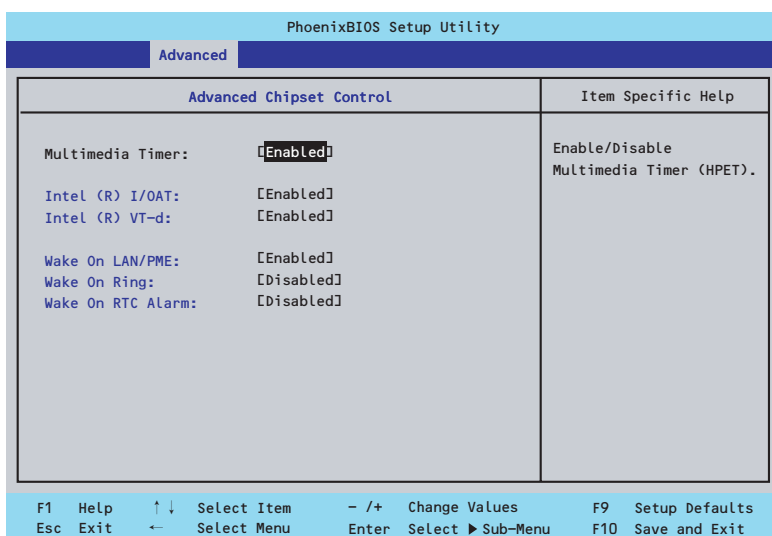 PhoenixBIOS Setup Utility
Advanced
Advanced Chipset Control
Item Specific Help
Multimedia Timer: [Enabled]
Intel (R) I/OAT: [Enabled]
Intel (R) VT-d: [Enabled]
Wake On LAN/PME: [Enabled]
Wake On Ring: [Disabled]
Wake On RTC Alarm: [Disabled]
Enable/Disable
Multimedia Timer (HPET).
F1 Help ↑↓ Select Item - /+ Change Values F9 Setup Defaults
Esc Exit ← Select Menu Enter Select ▶ Sub-Menu F10 Save and Exit